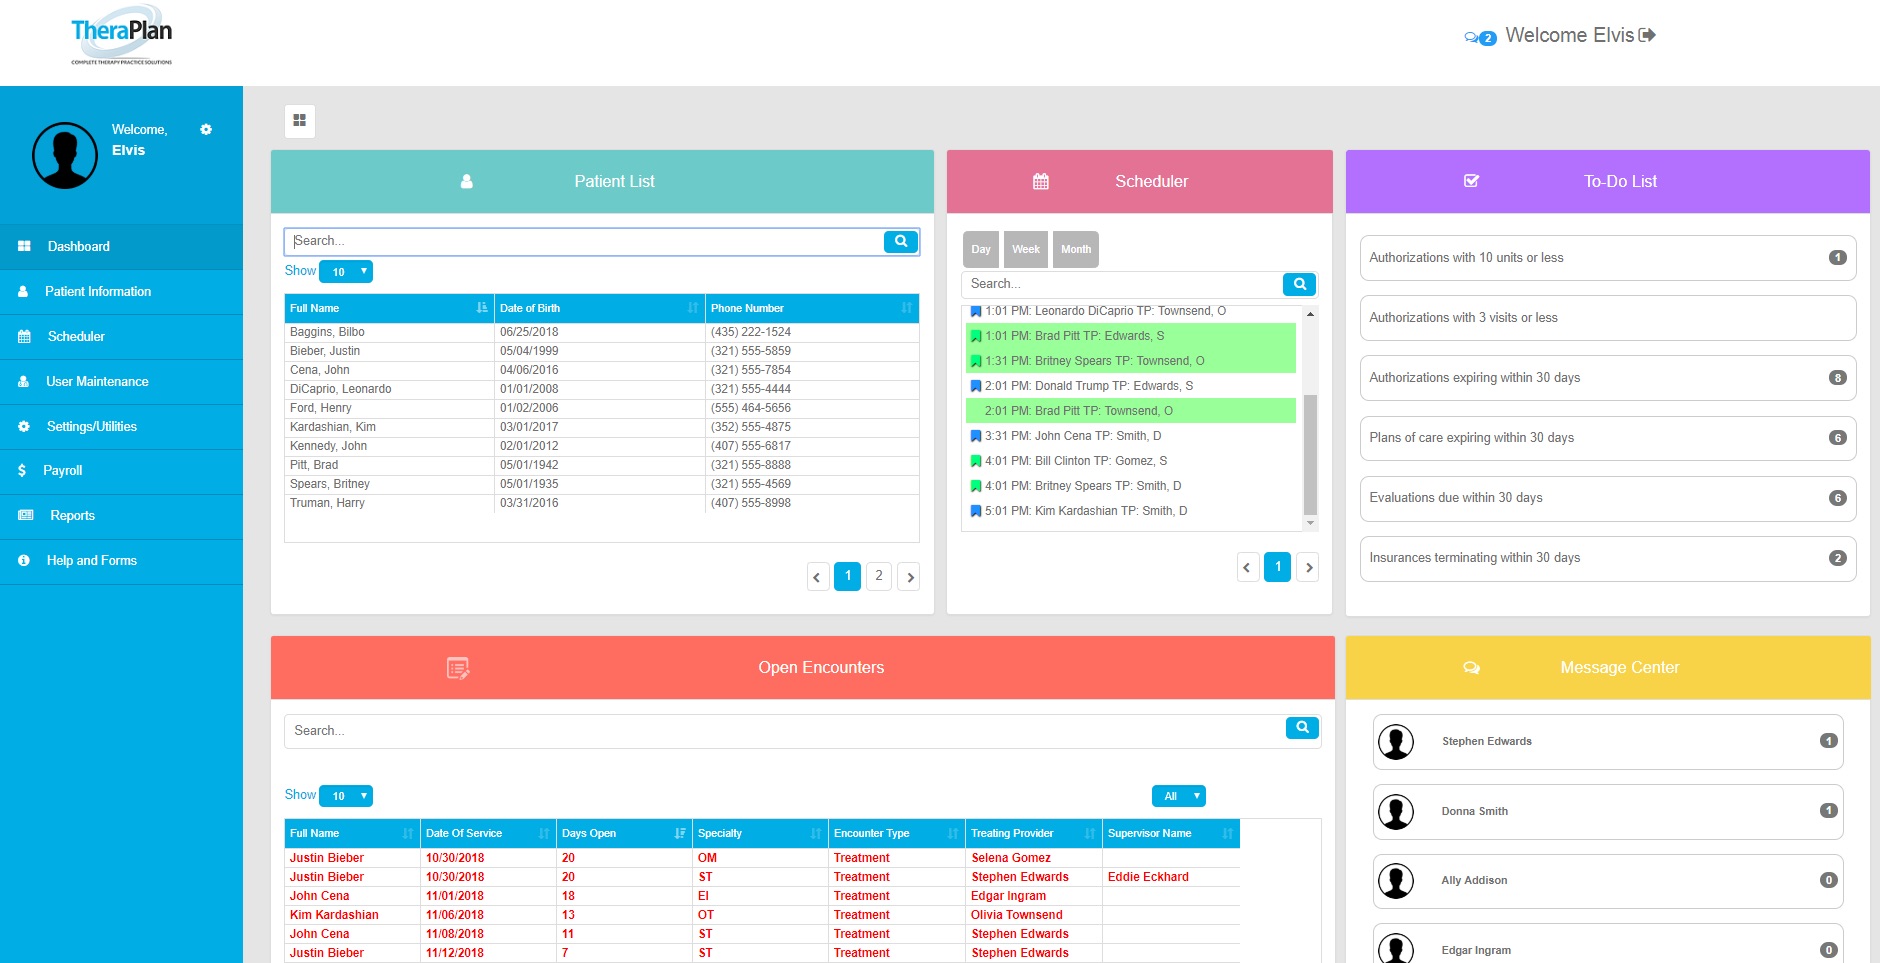 TheraPlan
COMPLETE THERAPY PRACTICE SOLUTIONS
2 Welcome Elvis
Welcome,
Elvis
Dashboard
Patient Information
Scheduler
User Maintenance
Settings/Utilities
$ Payroll
Reports
Help and Forms
Patient List
Search...
Show 10
Full Name Date of Birth Phone Number
Baggins, Bilbo 06/25/2018 (435) 222-1524
Bieber, Justin 05/04/1999 (321) 555-5859
Cena, John 04/06/2016 (321) 555-7854
DiCaprio, Leonardo 01/01/2008 (321) 555-4444
Ford, Henry 01/02/2006 (555) 464-5656
Kardashian, Kim 03/01/2017 (352) 555-4875
Kennedy, John 02/01/2012 (407) 555-6817
Pitt, Brad 05/01/1942 (321) 555-8888
Spears, Britney 05/01/1935 (321) 555-4569
Truman, Harry 03/31/2016 (407) 555-8998
1 2
Scheduler
Day Week Month
Search...
1:01 PM: Leonardo DiCaprio TP: Townsend, O
1:01 PM: Brad Pitt TP: Edwards, S
1:31 PM: Britney Spears TP: Townsend, O
2:01 PM: Donald Trump TP: Edwards, S
2:01 PM: Brad Pitt TP: Townsend, O
3:31 PM: John Cena TP: Smith, D
4:01 PM: Bill Clinton TP: Gomez, S
4:01 PM: Britney Spears TP: Smith, D
5:01 PM: Kim Kardashian TP: Smith, D
1
To-Do List
Authorizations with 10 units or less 1
Authorizations with 3 visits or less
Authorizations expiring within 30 days 8
Plans of care expiring within 30 days 6
Evaluations due within 30 days 6
Insurances terminating within 30 days 2
Open Encounters
Search...
Show 10 All
Full Name Date Of Service Days Open Specialty Encounter Type Treating Provider Supervisor Name
Justin Bieber 10/30/2018 20 OM Treatment Selena Gomez
Justin Bieber 10/30/2018 20 ST Treatment Stephen Edwards Eddie Eckhard
John Cena 11/01/2018 18 EI Treatment Edgar Ingram
Kim Kardashian 11/06/2018 13 OT Treatment Olivia Townsend
John Cena 11/08/2018 11 ST Treatment Stephen Edwards
Justin Bieber 11/12/2018 7 ST Treatment Stephen Edwards
Message Center
Stephen Edwards 1
Donna Smith 1
Ally Addison 0
Edgar Ingram 0